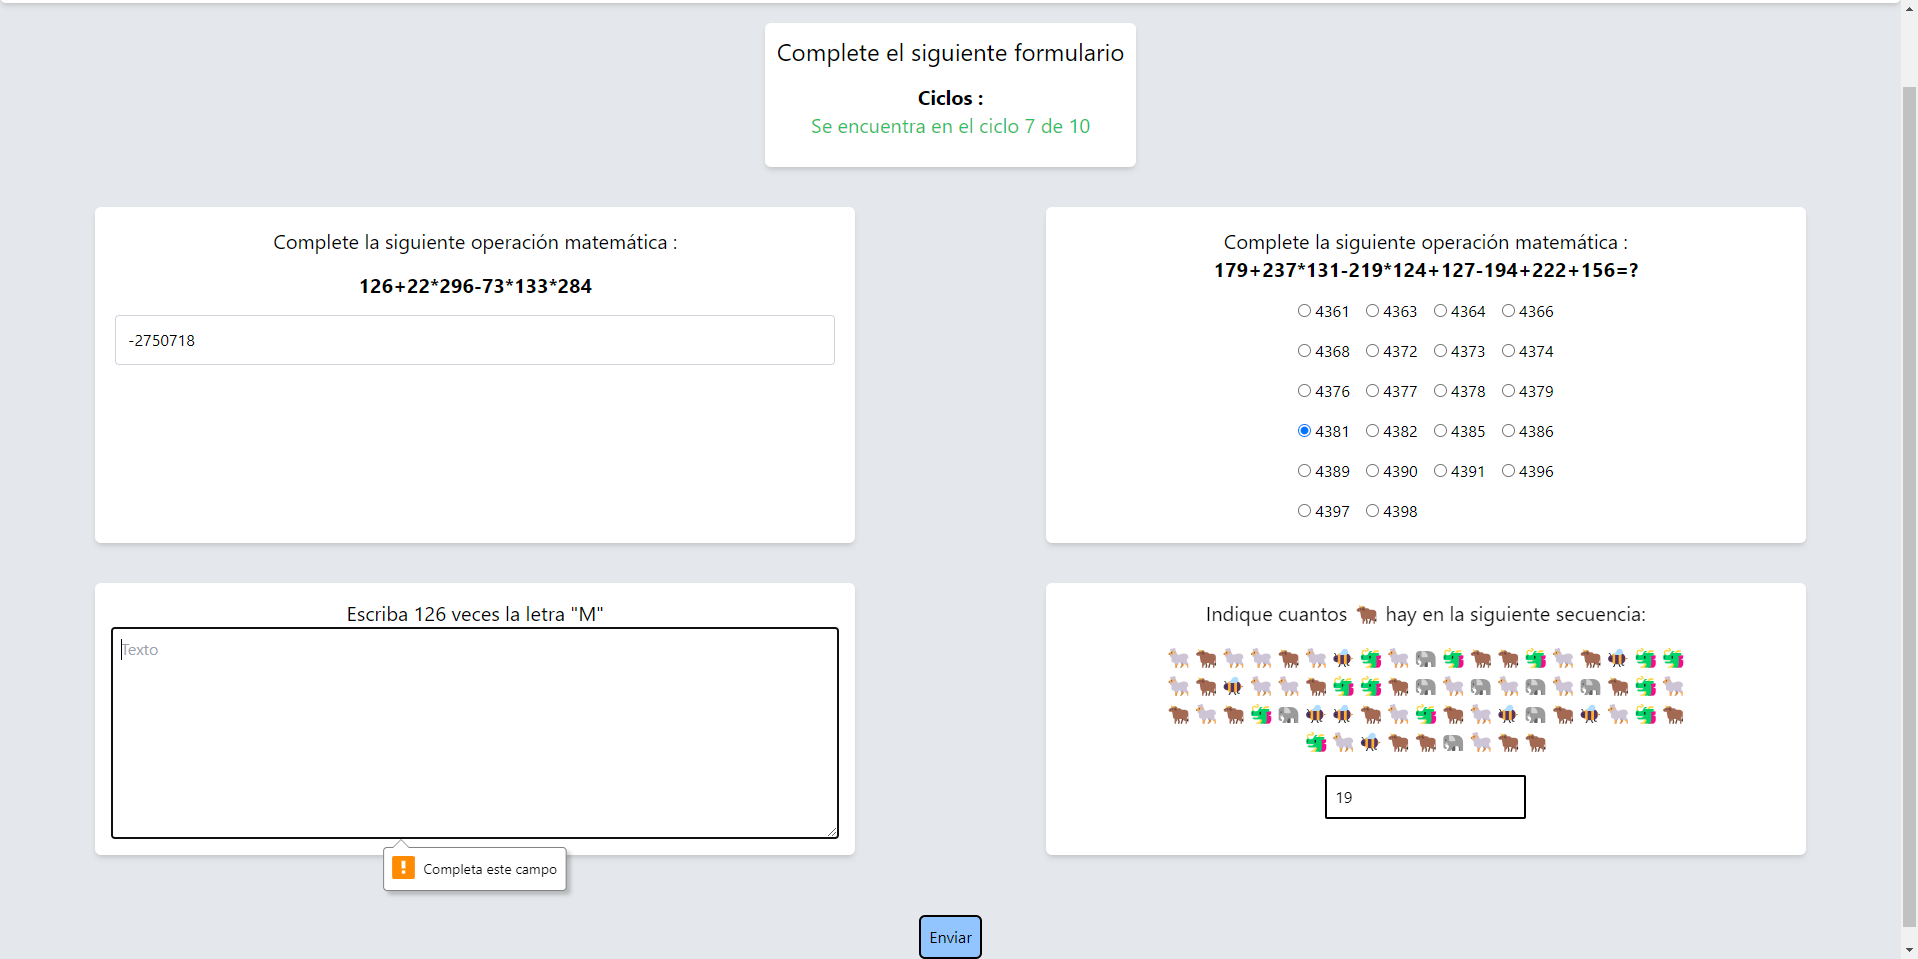 Complete el siguiente formulario
Ciclos :
Se encuentra en el ciclo 7 de 10
Complete la siguiente operación matemática :
126+22*296-73*133*284
-2750718
Complete la siguiente operación matemática :
179+237*131-219*124+127-194+222+156=?
4361 4363 4364 4366
4368 4372 4373 4374
4376 4377 4378 4379
4381 4382 4385 4386
4389 4390 4391 4396
4397 4398
Escriba 126 veces la letra "M"
Texto
Completa este campo
Indique cuantos 🐂 hay en la siguiente secuencia:
19
Enviar